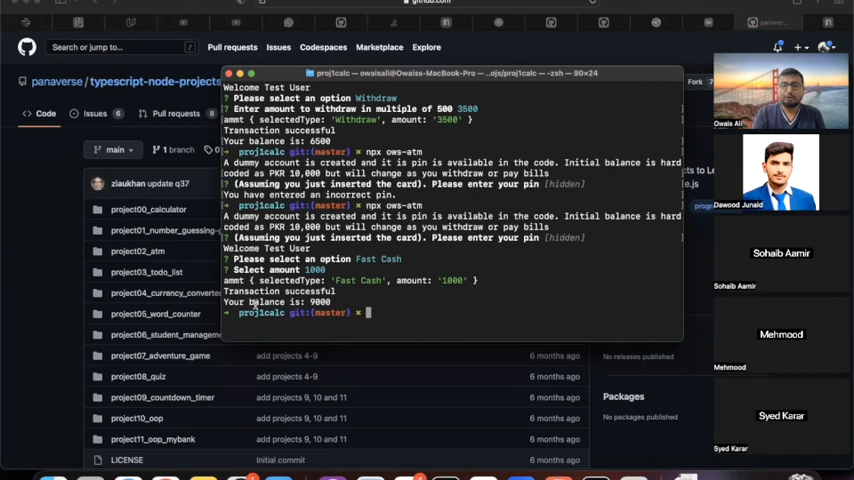 github.com
panaver...
Search or jump to...
/
Pull requests
Issues
Codespaces
Marketplace
Explore
panaverse / typescript-node-projects
Fork 7
Code
Issues 6
Pull requests 8
main
1 branch
ziaukhan update q37
project00_calculator
project01_number_guessing-g
project02_atm
project03_todo_list
project04_currency_converte
project05_word_counter
project06_student_manageme
project07_adventure_game
add projects 4-9
6 months ago
project08_quiz
add projects 4-9
6 months ago
project09_countdown_timer
add projects 9, 10 and 11
6 months ago
project10_oop
add projects 9, 10 and 11
6 months ago
project11_oop_mybank
add projects 9, 10 and 11
6 months ago
LICENSE
Initial commit
6 months ago
proj1calc — owaisali@Owaiss-MacBook-Pro — ..ojs/proj1calc — -zsh — 90×24
Welcome Test User
? Please select an option Withdraw
? Enter amount to withdraw in multiple of 500 3500
ammt { selectedType: 'Withdraw', amount: '3500' }
Transaction successful
Your balance is: 6500
➜ proj1calc git:(master) × npx ows-atm
A dummy account is created and it is pin is available in the code. Initial balance is hard
coded as PKR 10,000 but will change as you withdraw or pay bills
? (Assuming you just inserted the card). Please enter your pin [hidden]
You have entered an incorrect pin.
➜ proj1calc git:(master) × npx ows-atm
A dummy account is created and it is pin is available in the code. Initial balance is hard
coded as PKR 10,000 but will change as you withdraw or pay bills
? (Assuming you just inserted the card). Please enter your pin [hidden]
Welcome Test User
? Please select an option Fast Cash
? Select amount 1000
ammt { selectedType: 'Fast Cash', amount: '1000' }
Transaction successful
Your balance is: 9000
➜ proj1calc git:(master) ×
cts to Le
e.js
No releases published
Packages
No packages published
Owais Ali
Dawood Junaid
Sohaib Aamir
Sohaib Aamir
Mehmood
Mehmood
Syed Karar
Syed Karar